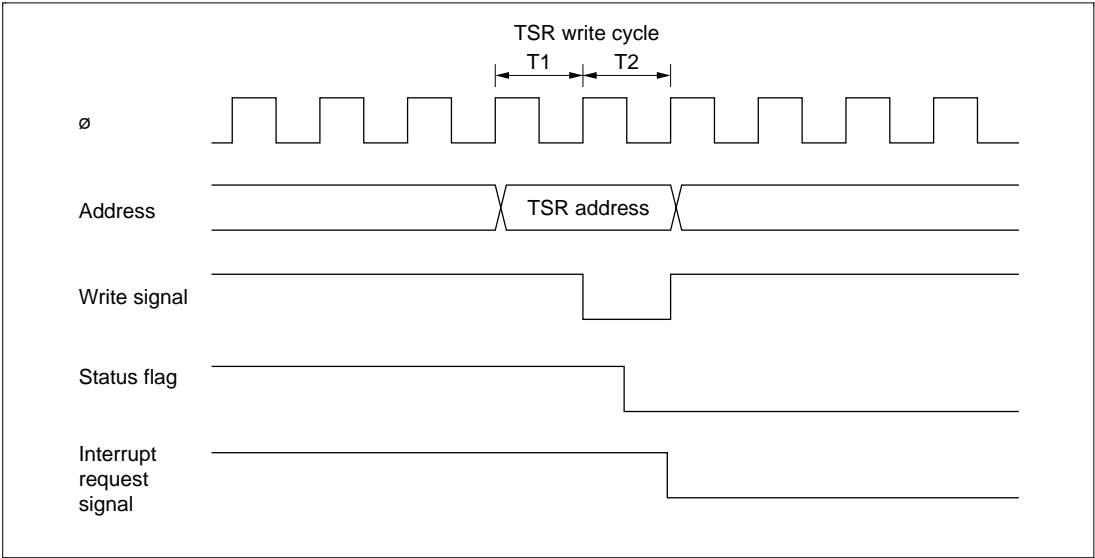 TSR write cycle
T1 T2
ø
Address
TSR address
Write signal
Status flag
Interrupt
request
signal